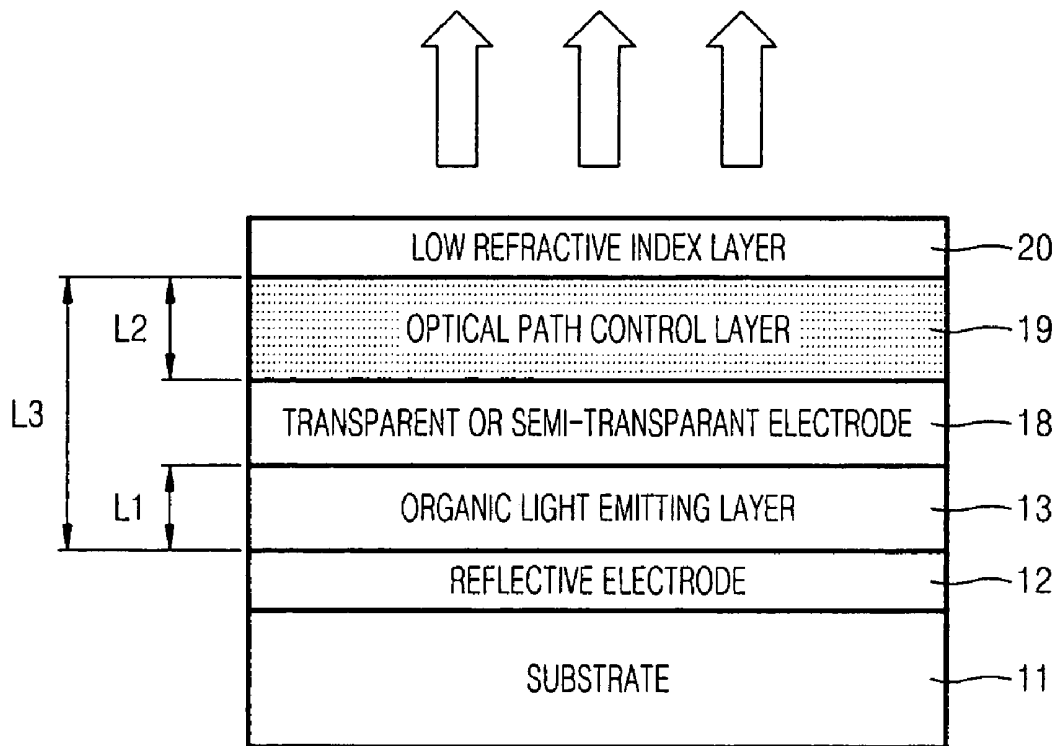 LOW REFRACTIVE INDEX LAYER 20
L2 OPTICAL PATH CONTROL LAYER 19
L3 TRANSPARENT OR SEMI-TRANSPARANT ELECTRODE 18
L1 ORGANIC LIGHT EMITTING LAYER 13
REFLECTIVE ELECTRODE 12
SUBSTRATE 11